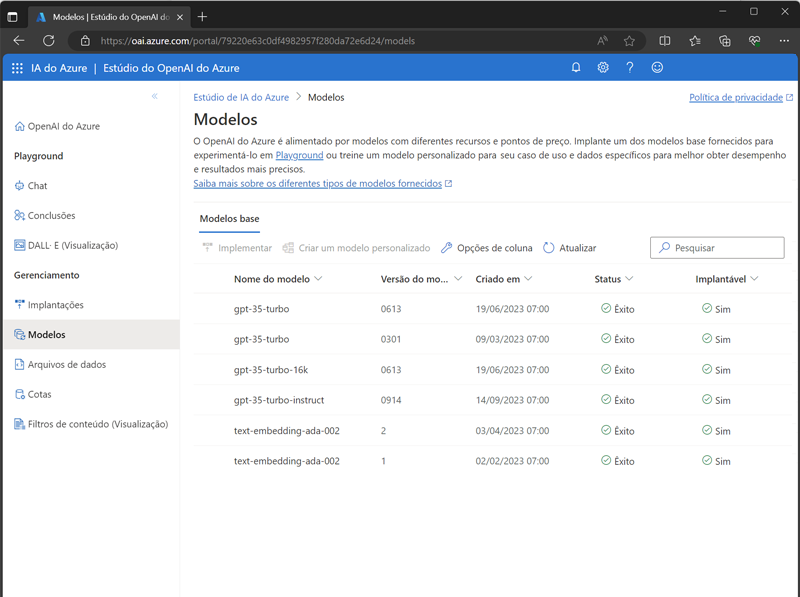 Modelos | Estúdio do OpenAI do
https://oai.azure.com/portal/79220e63c0df4982957f280da72e6d24/models
IA do Azure | Estúdio do OpenAI do Azure
Estúdio de IA do Azure > Modelos
Política de privacidade
OpenAI do Azure
Playground
Chat
Conclusões
DALL· E (Visualização)
Gerenciamento
Implantações
Modelos
Arquivos de dados
Cotas
Filtros de conteúdo (Visualização)
Modelos
O OpenAI do Azure é alimentado por modelos com diferentes recursos e pontos de preço. Implante um dos modelos base fornecidos para
experimentá-lo em Playground ou treine um modelo personalizado para seu caso de uso e dados específicos para melhor obter desempenho
e resultados mais precisos.
Saiba mais sobre os diferentes tipos de modelos fornecidos
Modelos base
Implementar Criar um modelo personalizado Opções de coluna Atualizar Pesquisar
Nome do modelo Versão do mo... Criado em Status Implantável
gpt-35-turbo 0613 19/06/2023 07:00 Êxito Sim
gpt-35-turbo 0301 09/03/2023 07:00 Êxito Sim
gpt-35-turbo-16k 0613 19/06/2023 07:00 Êxito Sim
gpt-35-turbo-instruct 0914 14/09/2023 07:00 Êxito Sim
text-embedding-ada-002 2 03/04/2023 07:00 Êxito Sim
text-embedding-ada-002 1 02/02/2023 07:00 Êxito Sim